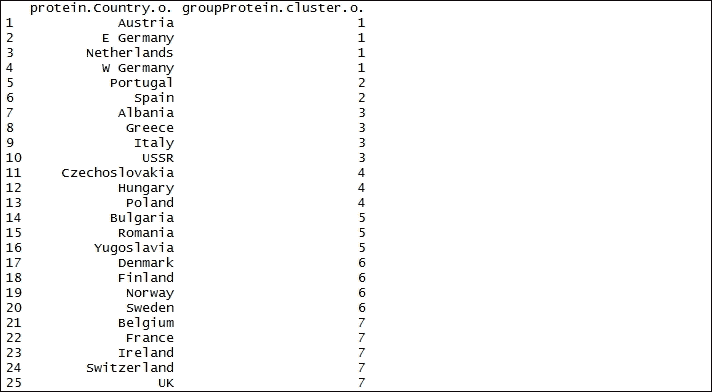 protein.Country.o. groupProtein.cluster.o.
1 Austria 1
2 E Germany 1
3 Netherlands 1
4 W Germany 1
5 Portugal 2
6 Spain 2
7 Albania 3
8 Greece 3
9 Italy 3
10 USSR 3
11 Czechoslovakia 4
12 Hungary 4
13 Poland 4
14 Bulgaria 5
15 Romania 5
16 Yugoslavia 5
17 Denmark 6
18 Finland 6
19 Norway 6
20 Sweden 6
21 Belgium 7
22 France 7
23 Ireland 7
24 Switzerland 7
25 UK 7